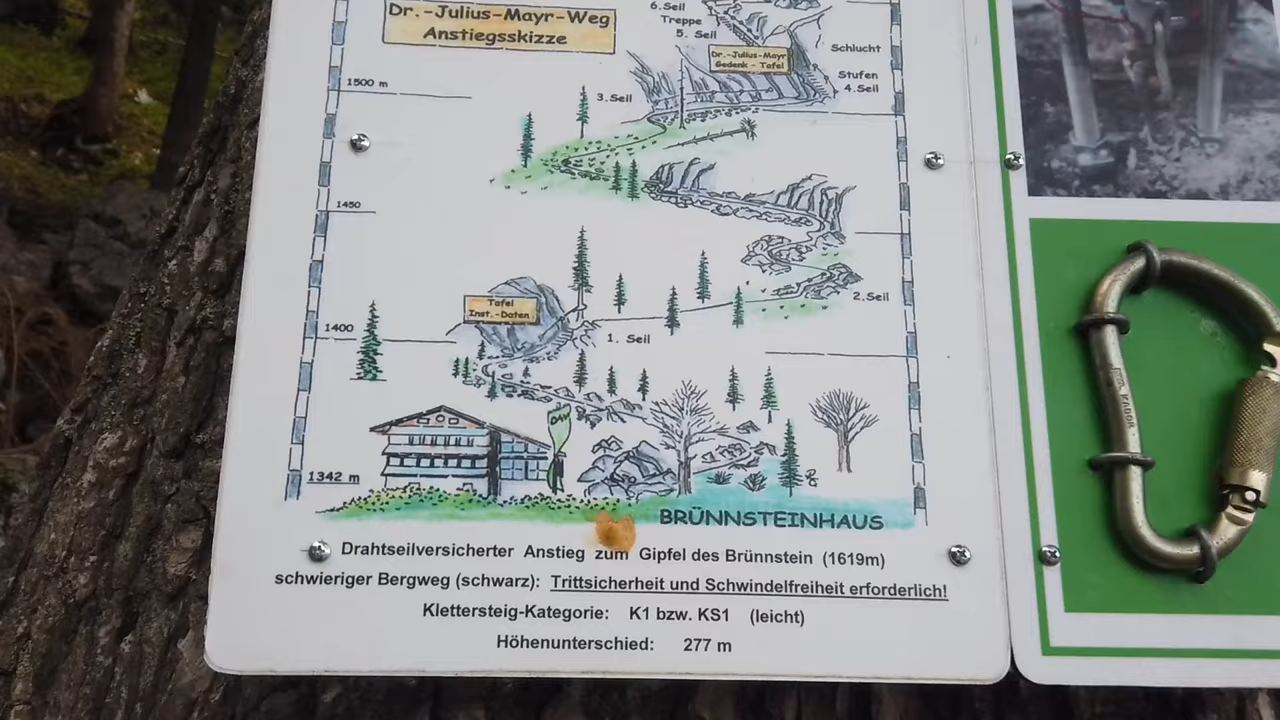 Dr.-Julius-Mayr-Weg
Anstiegsskizze
6.Seil
Treppe
5. Seil
Dr.-Julius-Mayr
Gedenk-Tafel
Schlucht
Stufen
4.Seil
1500 m
3.Seil
1450
Tafel
Inst.-Daten
2.Seil
1400
1. Seil
DAV
1342 m
BRÜNNSTEINHAUS
Drahtseilversicherter Anstieg zum Gipfel des Brünnstein (1619m)
schwieriger Bergweg (schwarz): Trittsicherheit und Schwindelfreiheit erforderlich!
Klettersteig-Kategorie: K1 bzw. KS1 (leicht)
Höhenunterschied: 277 m
KADOR